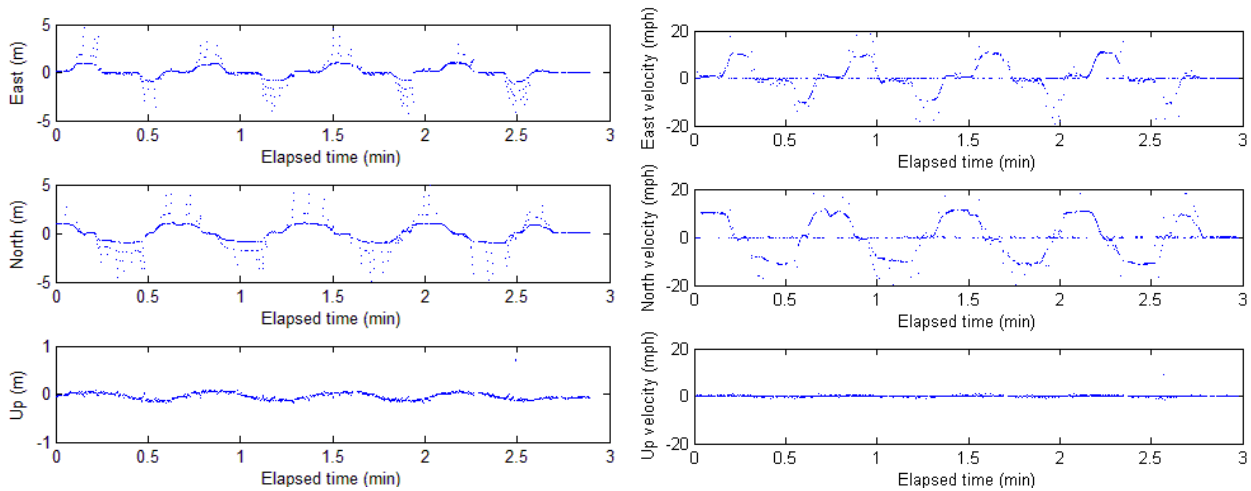 5
0
-5
East (m)
0 0.5 1 1.5 2 2.5 3
Elapsed time (min)
5
0
-5
North (m)
0 0.5 1 1.5 2 2.5 3
Elapsed time (min)
1
0
-1
Up (m)
0 0.5 1 1.5 2 2.5 3
Elapsed time (min)
20
0
-20
East velocity (mph)
0 0.5 1 1.5 2 2.5 3
Elapsed time (min)
20
0
-20
North velocity (mph)
0 0.5 1 1.5 2 2.5 3
Elapsed time (min)
20
0
-20
Up velocity (mph)
0 0.5 1 1.5 2 2.5 3
Elapsed time (min)